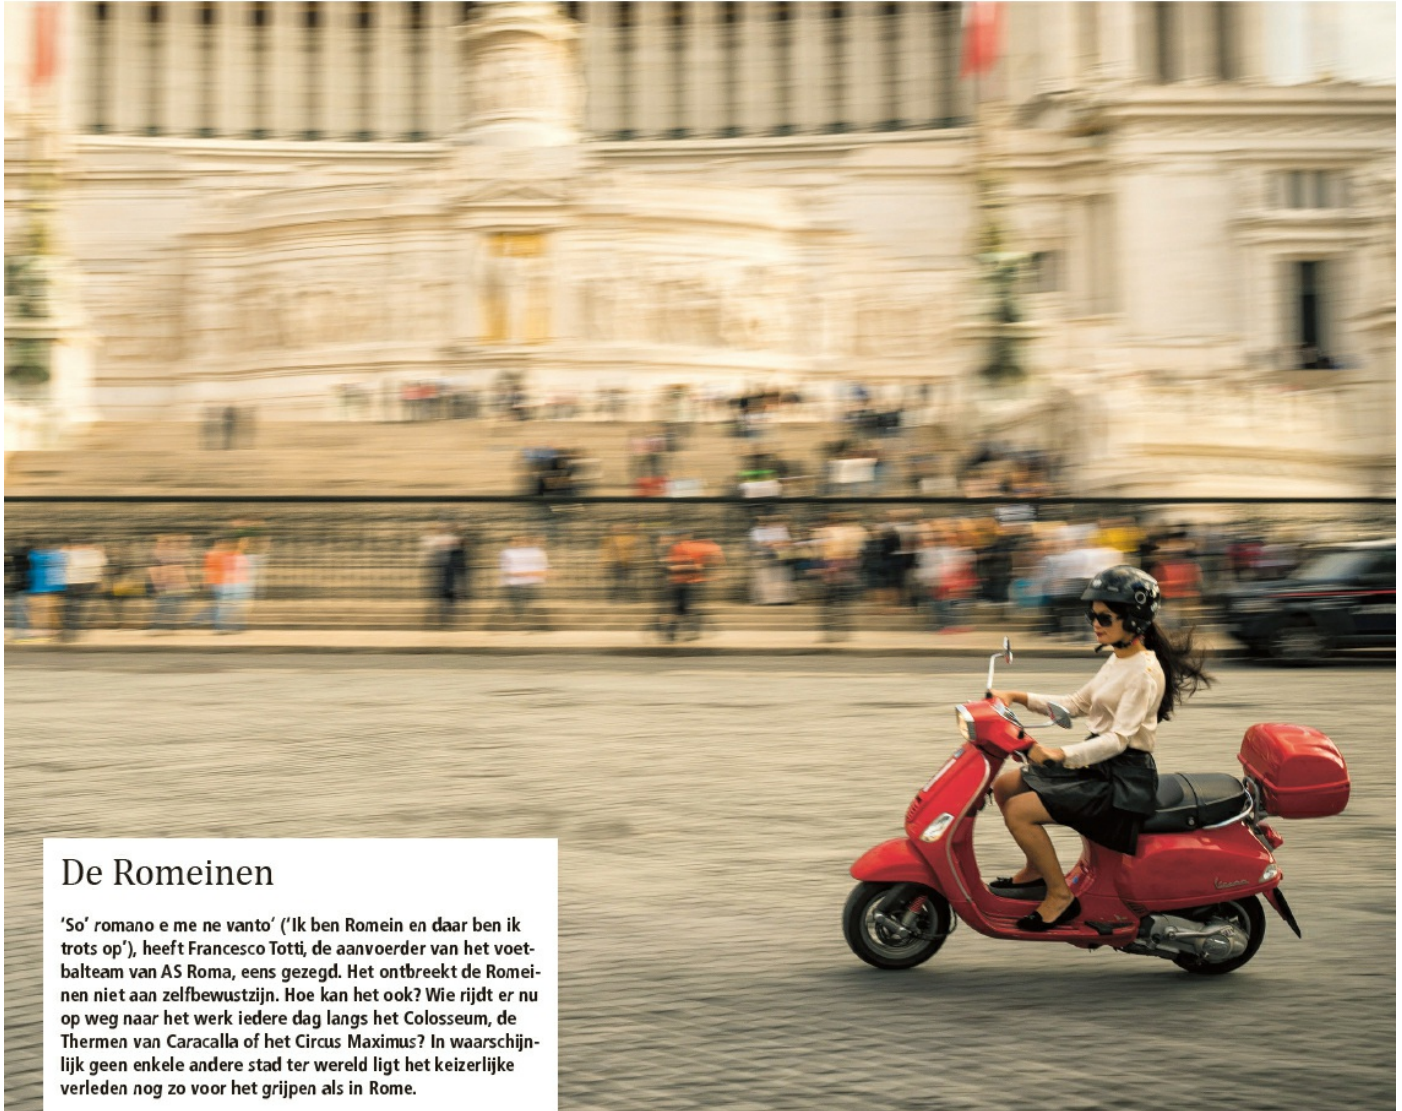 De Romeinen
‘So’ romano e me ne vanto’ (‘Ik ben Romein en daar ben ik
trots op’), heeft Francesco Totti, de aanvoerder van het voet-
balteam van AS Roma, eens gezegd. Het ontbreekt de Romei-
nen niet aan zelfbewustzijn. Hoe kan het ook? Wie rijdt er nu
op weg naar het werk iedere dag langs het Colosseum, de
Thermen van Caracalla of het Circus Maximus? In waarschijn-
lijk geen enkele andere stad ter wereld ligt het keizerlijke
verleden nog zo voor het grijpen als in Rome.
Vespa